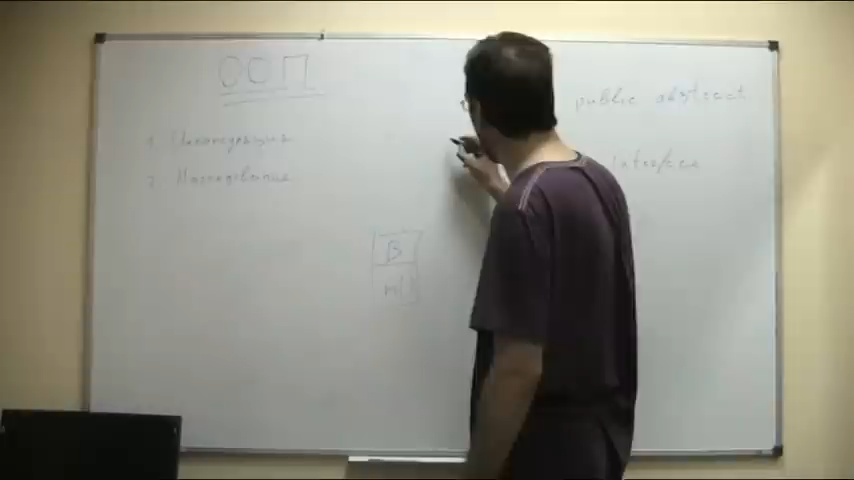 ООП
1. Инкапсуляция
2. Наследование
B
m()
public abstract
interface